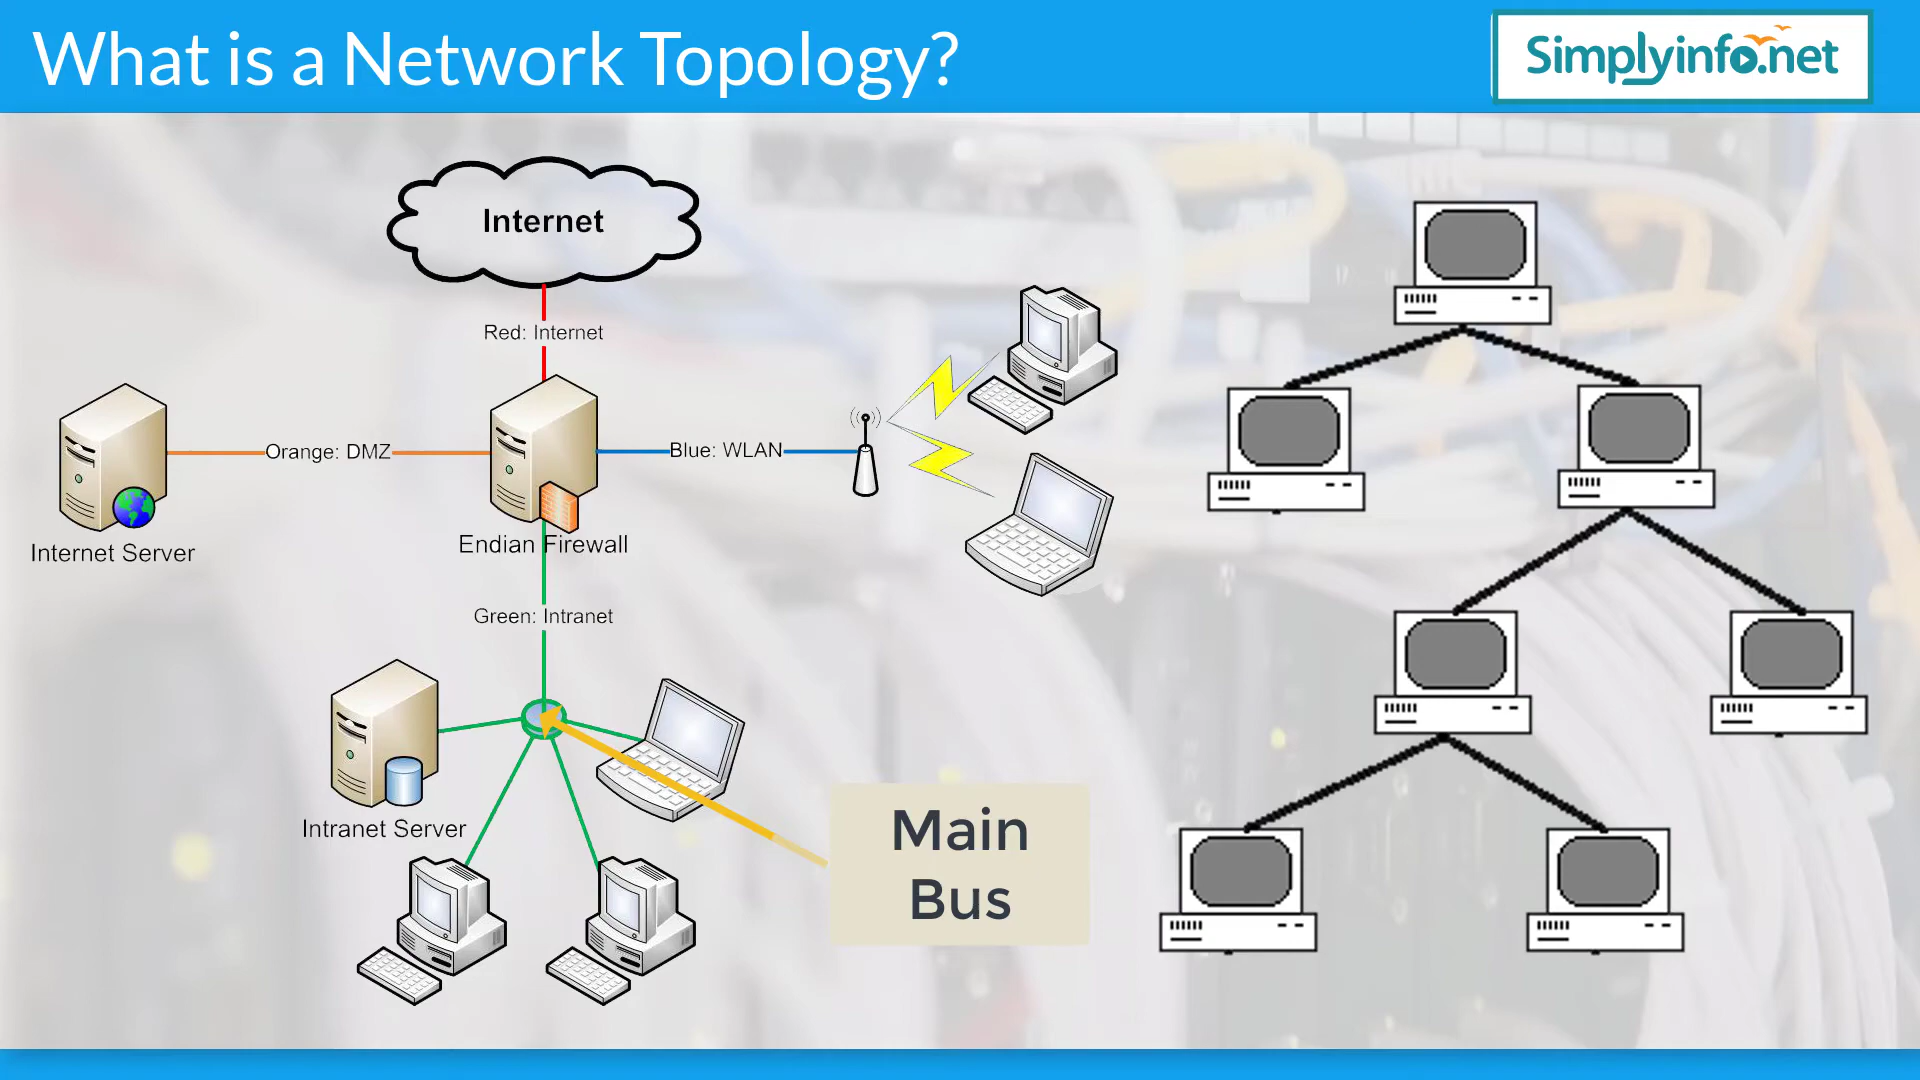 What is a Network Topology?
Simplyinfo.net
Internet
Red: Internet
Orange: DMZ
Blue: WLAN
Internet Server
Endian Firewall
Green: Intranet
Intranet Server
Main
Bus